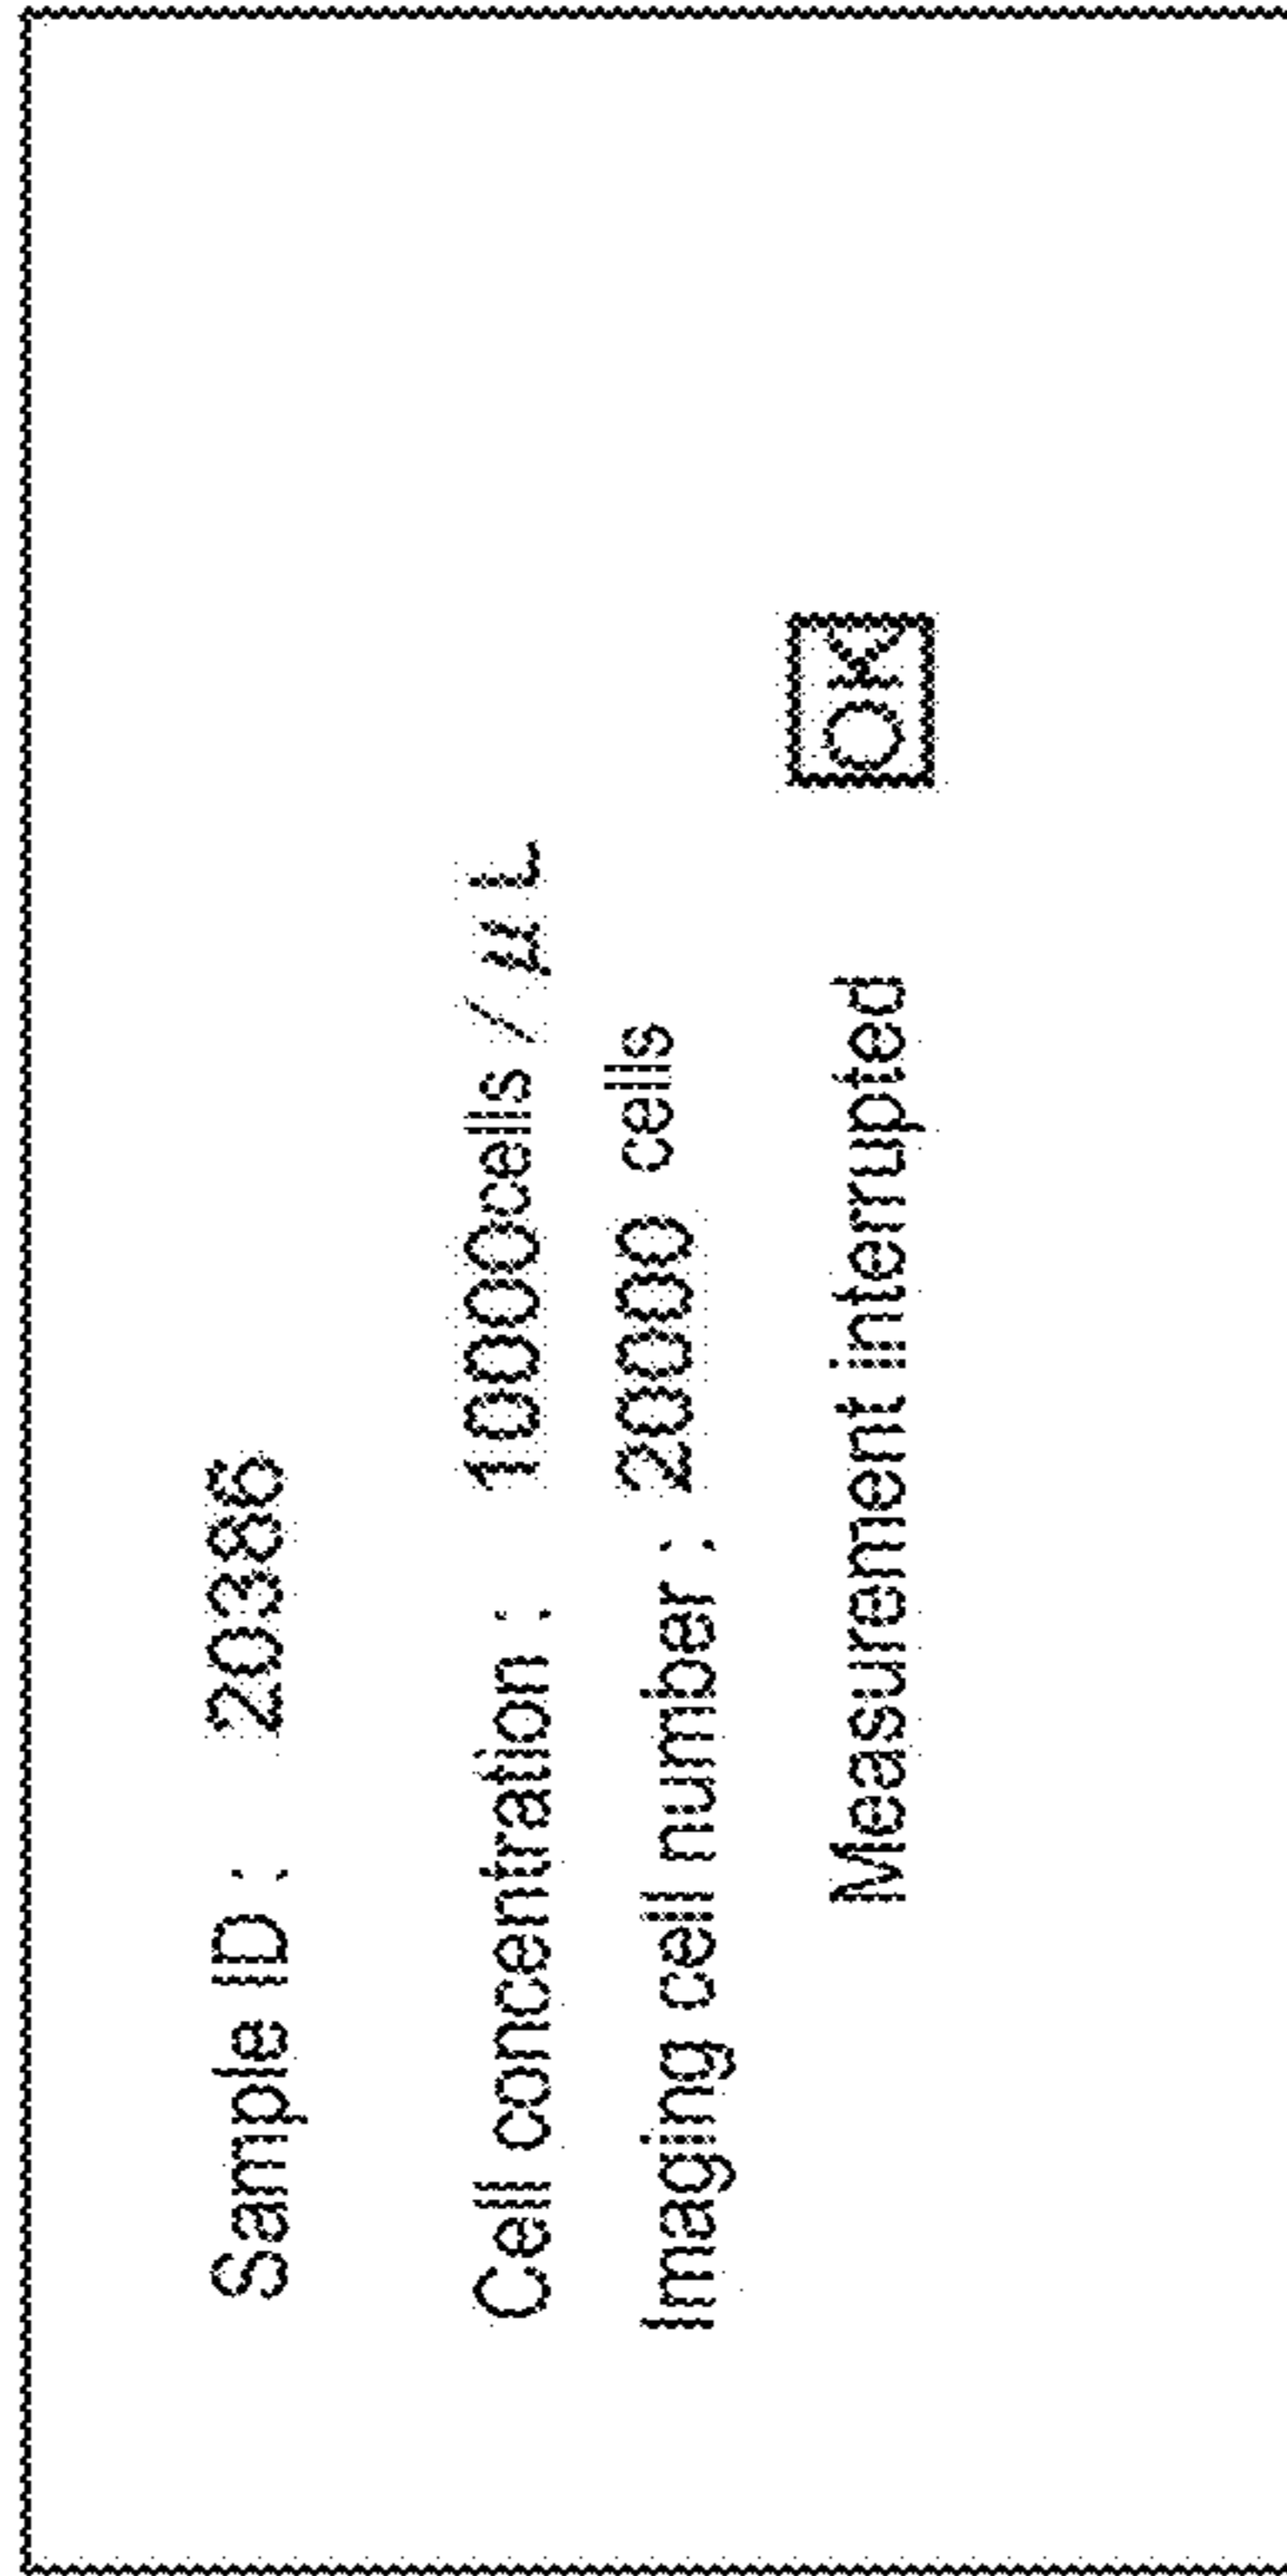 Sample ID : 20386
Cell concentration : 10000cells / μL
Imaging cell number : 20000 cells
Measurement interrupted OK